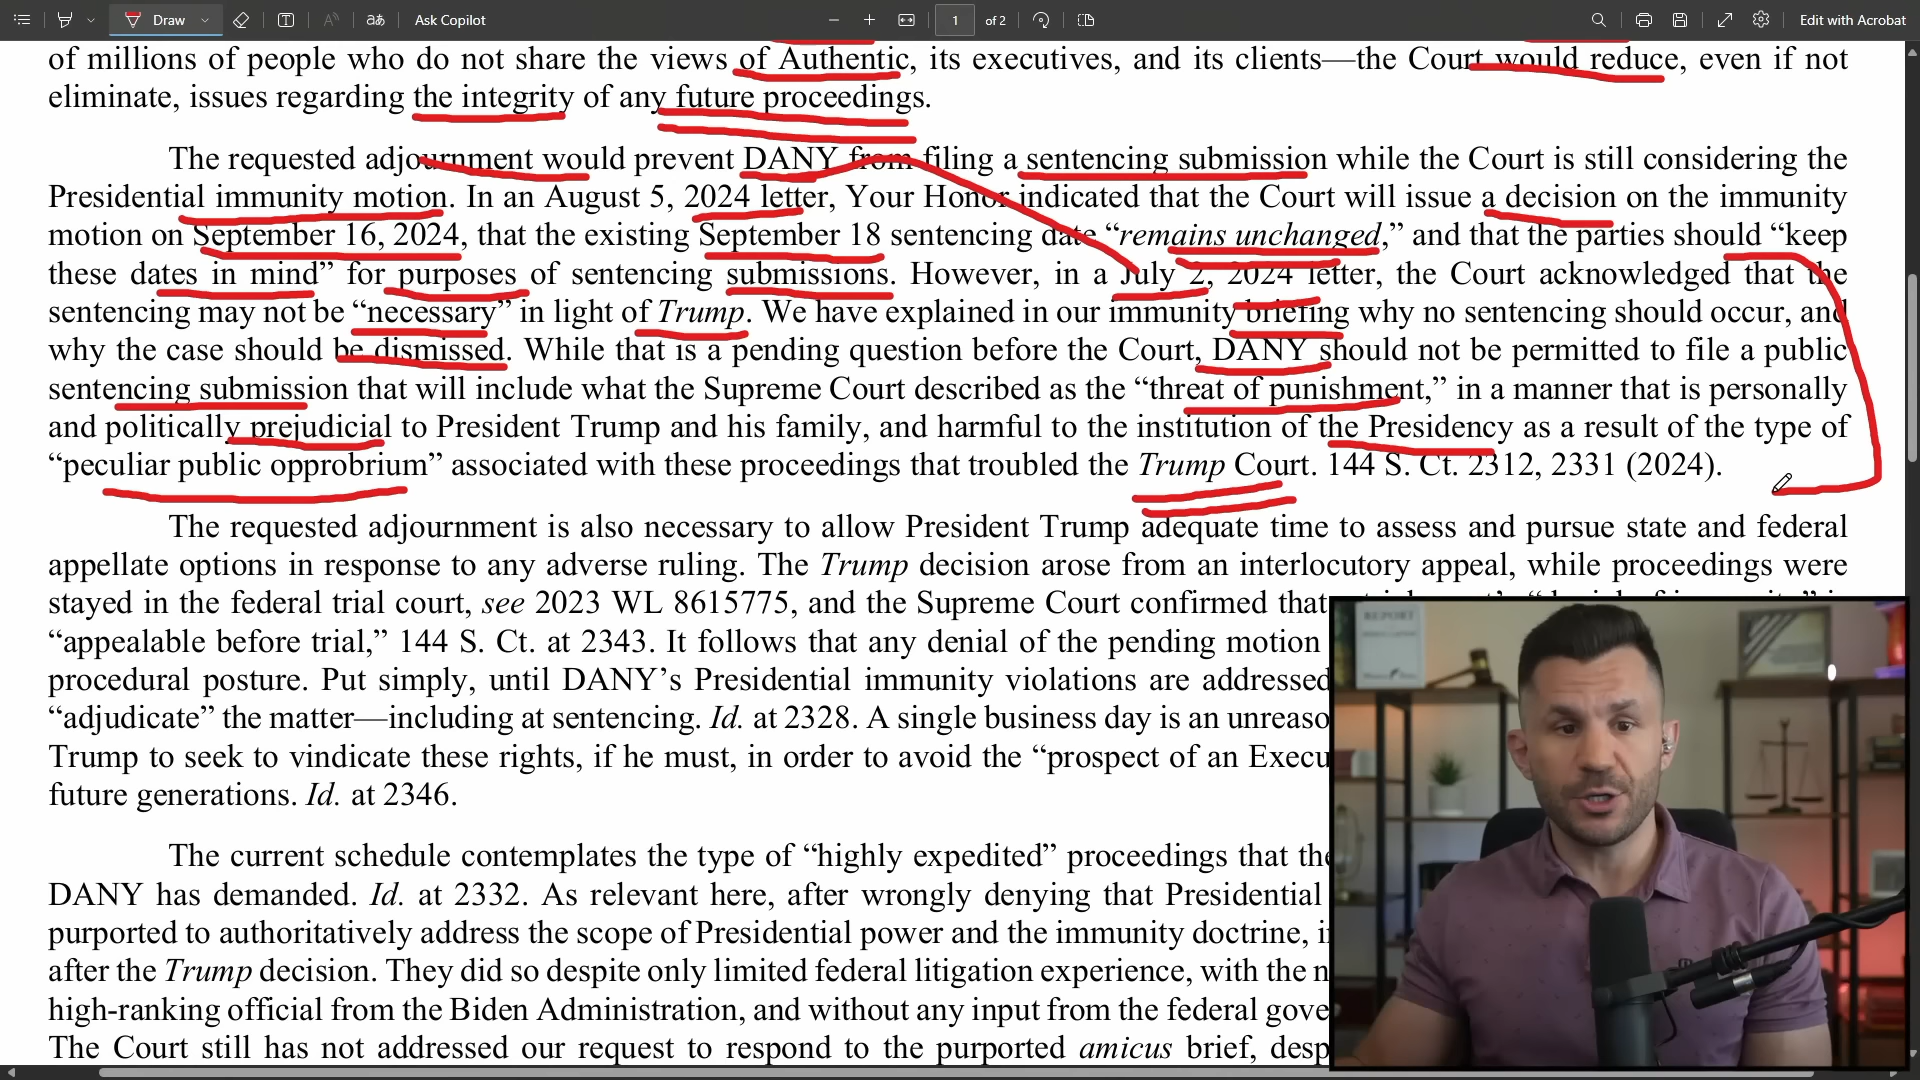 Draw
aあ
Ask Copilot
1
of 2
Edit with Acrobat
of millions of people who do not share the views of Authentic, its executives, and its clients—the Court would reduce, even if not
eliminate, issues regarding the integrity of any future proceedings.
The requested adjournment would prevent DANY from filing a sentencing submission while the Court is still considering the
Presidential immunity motion. In an August 5, 2024 letter, Your Honor indicated that the Court will issue a decision on the immunity
motion on September 16, 2024, that the existing September 18 sentencing date “remains unchanged,” and that the parties should “keep
these dates in mind” for purposes of sentencing submissions. However, in a July 2, 2024 letter, the Court acknowledged that the
sentencing may not be “necessary” in light of Trump. We have explained in our immunity briefing why no sentencing should occur, and
why the case should be dismissed. While that is a pending question before the Court, DANY should not be permitted to file a public
sentencing submission that will include what the Supreme Court described as the “threat of punishment,” in a manner that is personally
and politically prejudicial to President Trump and his family, and harmful to the institution of the Presidency as a result of the type of
“peculiar public opprobrium” associated with these proceedings that troubled the Trump Court. 144 S. Ct. 2312, 2331 (2024).
The requested adjournment is also necessary to allow President Trump adequate time to assess and pursue state and federal
appellate options in response to any adverse ruling. The Trump decision arose from an interlocutory appeal, while proceedings were
stayed in the federal trial court, see 2023 WL 8615775, and the Supreme Court confirmed that
“appealable before trial,” 144 S. Ct. at 2343. It follows that any denial of the pending motion
procedural posture. Put simply, until DANY’s Presidential immunity violations are addressed
“adjudicate” the matter—including at sentencing. Id. at 2328. A single business day is an unreaso
Trump to seek to vindicate these rights, if he must, in order to avoid the “prospect of an Execu
future generations. Id. at 2346.
The current schedule contemplates the type of “highly expedited” proceedings that the
DANY has demanded. Id. at 2332. As relevant here, after wrongly denying that Presidential
purported to authoritatively address the scope of Presidential power and the immunity doctrine, i
after the Trump decision. They did so despite only limited federal litigation experience, with the n
high-ranking official from the Biden Administration, and without any input from the federal gove
The Court still has not addressed our request to respond to the purported amicus brief, desp
REPORT